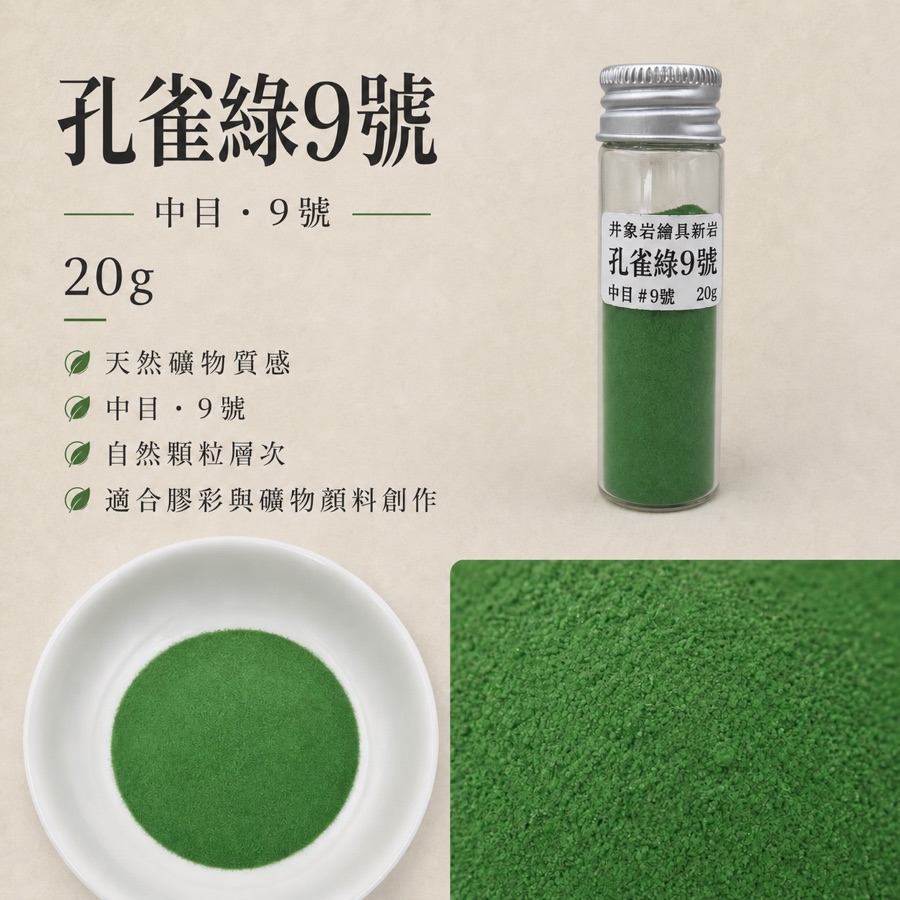 孔雀綠9號
中目·9號
20g
天然礦物質感
中目·9號
自然顆粒層次
適合膠彩與礦物顏料創作
井象岩繪具新岩
孔雀綠9號
中目#9號 20g